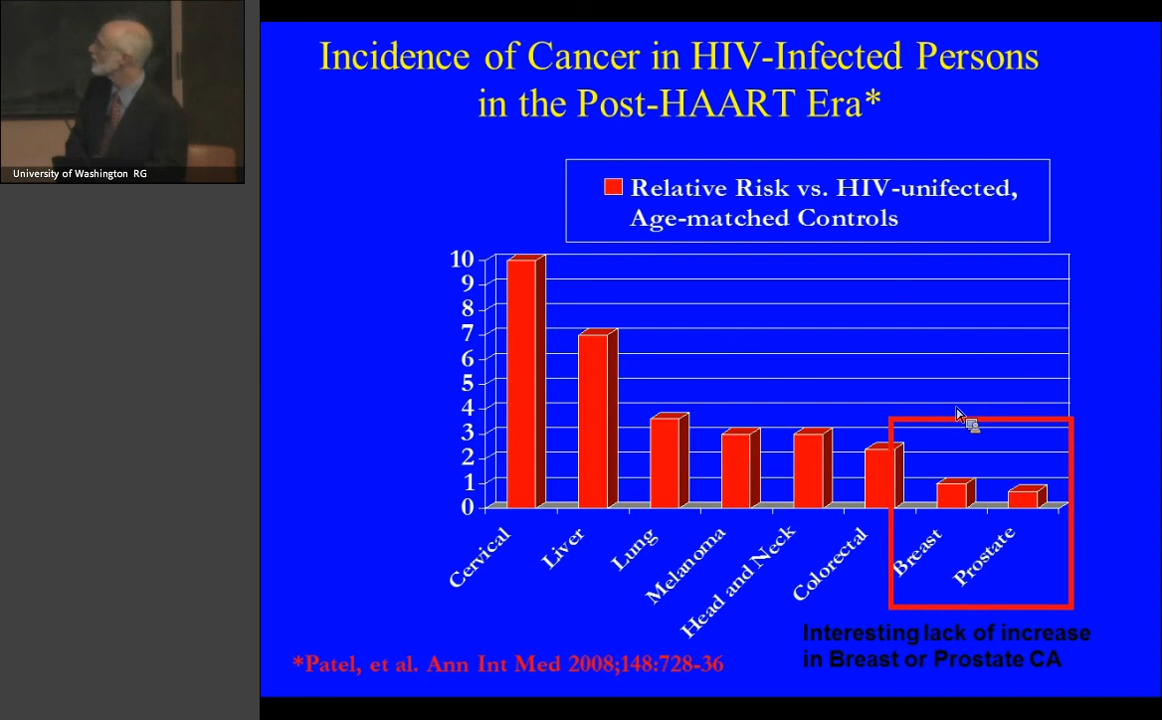 University of Washington RG
Incidence of Cancer in HIV-Infected Persons
in the Post-HAART Era*
Relative Risk vs. HIV-unifected,
Age-matched Controls
10
9
8
7
6
5
4
3
2
1
0
Cervical
Liver
Lung
Melanoma
Head and Neck
Colorectal
Breast
Prostate
Interesting lack of increase
in Breast or Prostate CA
*Patel, et al. Ann Int Med 2008;148:728-36